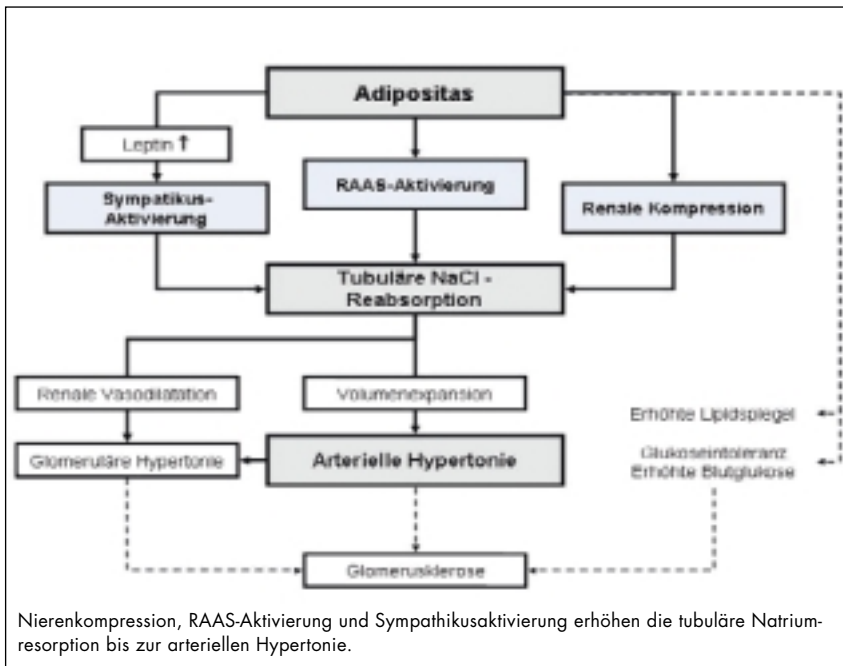 Adipositas
Leptin ↑
Sympatikus-
Aktivierung
RAAS-Aktivierung
Renale Kompression
Tubuläre NaCl -
Reabsorption
Renale Vasodilatation
Volumenexpansion
Erhöhte Lipidspiegel
Glomeruläre Hypertonie
Arterielle Hypertonie
Glukoseintoleranz
Erhöhte Blutglukose
Glomerusklerose
Nierenkompression, RAAS-Aktivierung und Sympathikusaktivierung erhöhen die tubuläre Natrium-
resorption bis zur arteriellen Hypertonie.